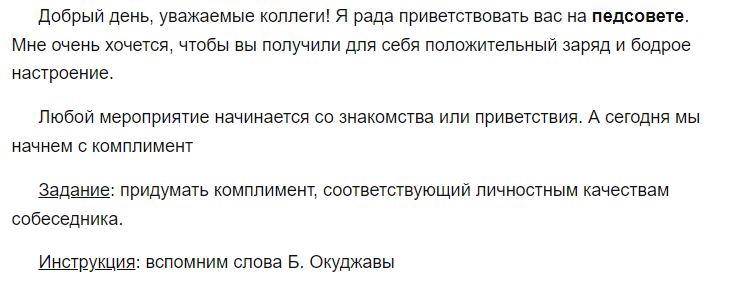 Добрый день, уважаемые коллеги! Я рада приветствовать вас на педсовете.
Мне очень хочется, чтобы вы получили для себя положительный заряд и бодрое
настроение.
Любой мероприятие начинается со знакомства или приветствия. А сегодня мы
начнем с комплимент
Задание: придумать комплимент, соответствующий личностным качествам
собеседника.
Инструкция: вспомним слова Б. Окуджавы